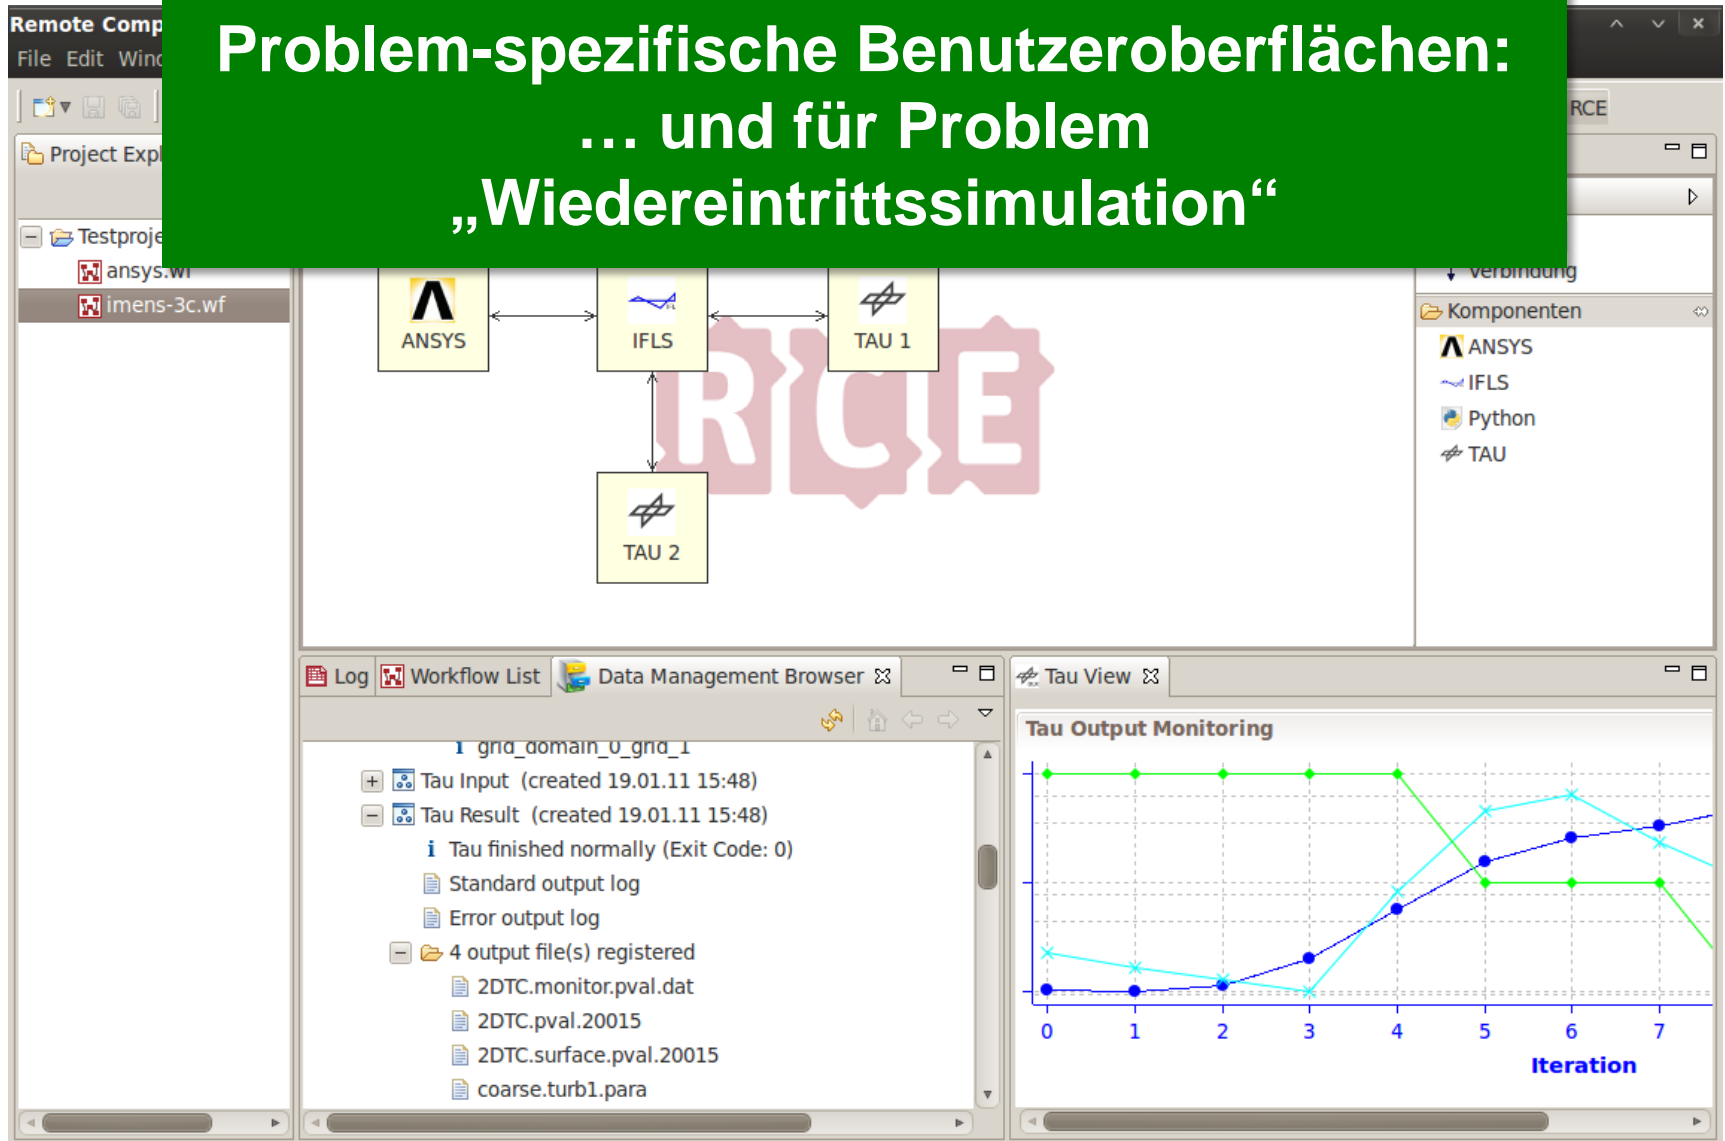 Remote Comp
Problem-spezifische Benutzeroberflächen:
… und für Problem
„Wiedereintrittssimulation“
File Edit Wind
RCE
Project Expl
Testproje
ansys.wf
imens-3c.wf
ANSYS
IFLS
TAU 1
TAU 2
RCE
Verbindung
Komponenten
ANSYS
IFLS
Python
TAU
Log
Workflow List
Data Management Browser
grid_domain_0_grid_1
Tau Input (created 19.01.11 15:48)
Tau Result (created 19.01.11 15:48)
Tau finished normally (Exit Code: 0)
Standard output log
Error output log
4 output file(s) registered
2DTC.monitor.pval.dat
2DTC.pval.20015
2DTC.surface.pval.20015
coarse.turb1.para
Tau View
Tau Output Monitoring
0 1 2 3 4 5 6 7
Iteration